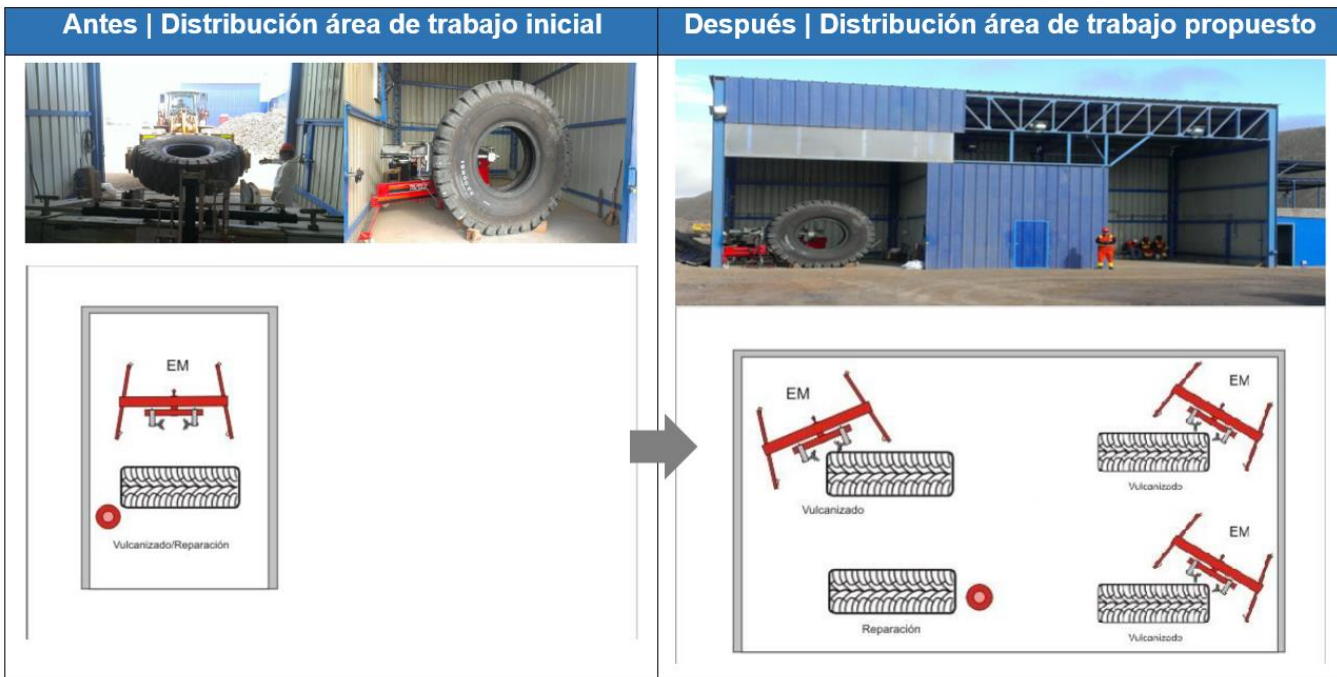 Antes | Distribución área de trabajo inicial
Después | Distribución área de trabajo propuesto
EM
Vulcanizado/Reparación
EM
Vulcanizado
EM
Vulcanizado
Reparación
EM
Vulcanizado